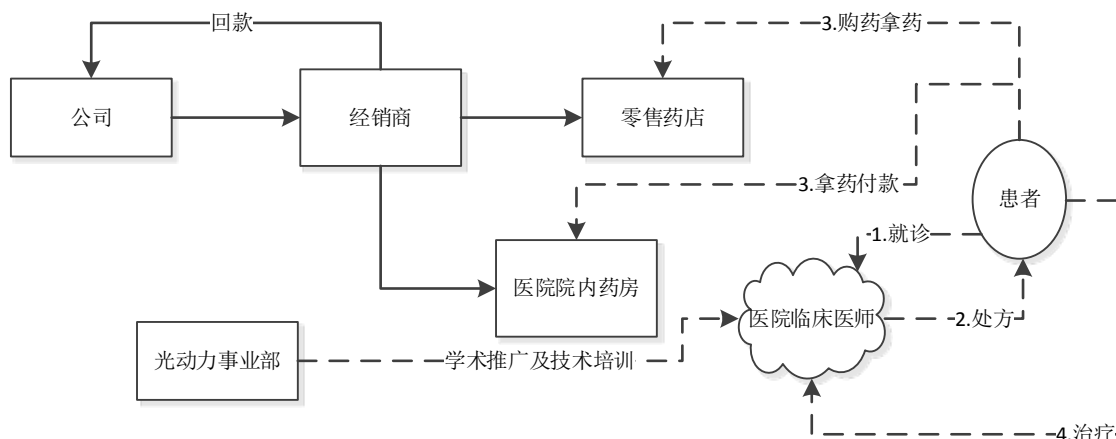 回款
3.购药拿药
公司
经销商
零售药店
3.拿药付款
患者
1.就诊
医院院内药房
医院临床医师
2.处方
光动力事业部
学术推广及技术培训
4.治疗